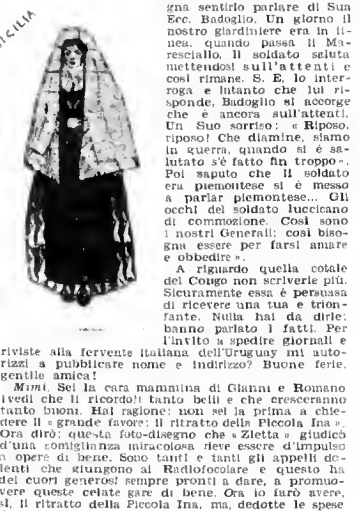 SICILIA
gna sentirlo parlare di Sua
Ecc. Badoglio. Un giorno il
nostro giardiniere era in li-
nea, quando passa il Ma-
resciallo. Il soldato saluta
mettendosi sull'attenti e
così rimane. S. E. lo inter-
roga e intanto che lui ri-
sponde, Badoglio si accorge
che è ancora sull'attenti.
Un Suo sorriso: « Riposo,
riposo! Che diamine, siamo
in guerra, quando si è sa-
lutato s'è fatto fin troppo ».
Poi saputo che il soldato
era piemontese si è messo
a parlar piemontese... Gli
occhi del soldato luccicano
di commozione. Così sono
i nostri Generali; così biso-
gna essere per farsi amare
e obbedire ».
A riguardo quella cotale
del Congo non scriverle più.
Sicuramente essa è persuasa
di ricevere una tua e trion-
fante. Nulla hai da dirle:
hanno parlato i fatti. Per
l'invito a spedire giornali e
riviste alla fervente italiana dell'Uruguay mi auto-
rizzi a pubblicare nome e indirizzo? Buone ferie,
gentile amica!
Mimì. Sei la cara mammina di Gianni e Romano
(vedi che li ricordo!) tanto belli e che cresceranno
tanto buoni. Hai ragione: non sei la prima a chie-
dere il « grande favore: il ritratto della Piccola Ina ».
Ora dirò: questa foto-disegno che « Zietta » giudicò
d'una somiglianza miracolosa deve essere d'impulso
a opere di bene. Sono tanti e tanti gli appelli do-
lenti che giungono al Radiofocolare e questo ha
dei cuori generosi sempre pronti a dare, a promuo-
vere queste celate gare di bene. Ora io farò avere,
sì, il ritratto della Piccola Ina, ma, dedotte le spese